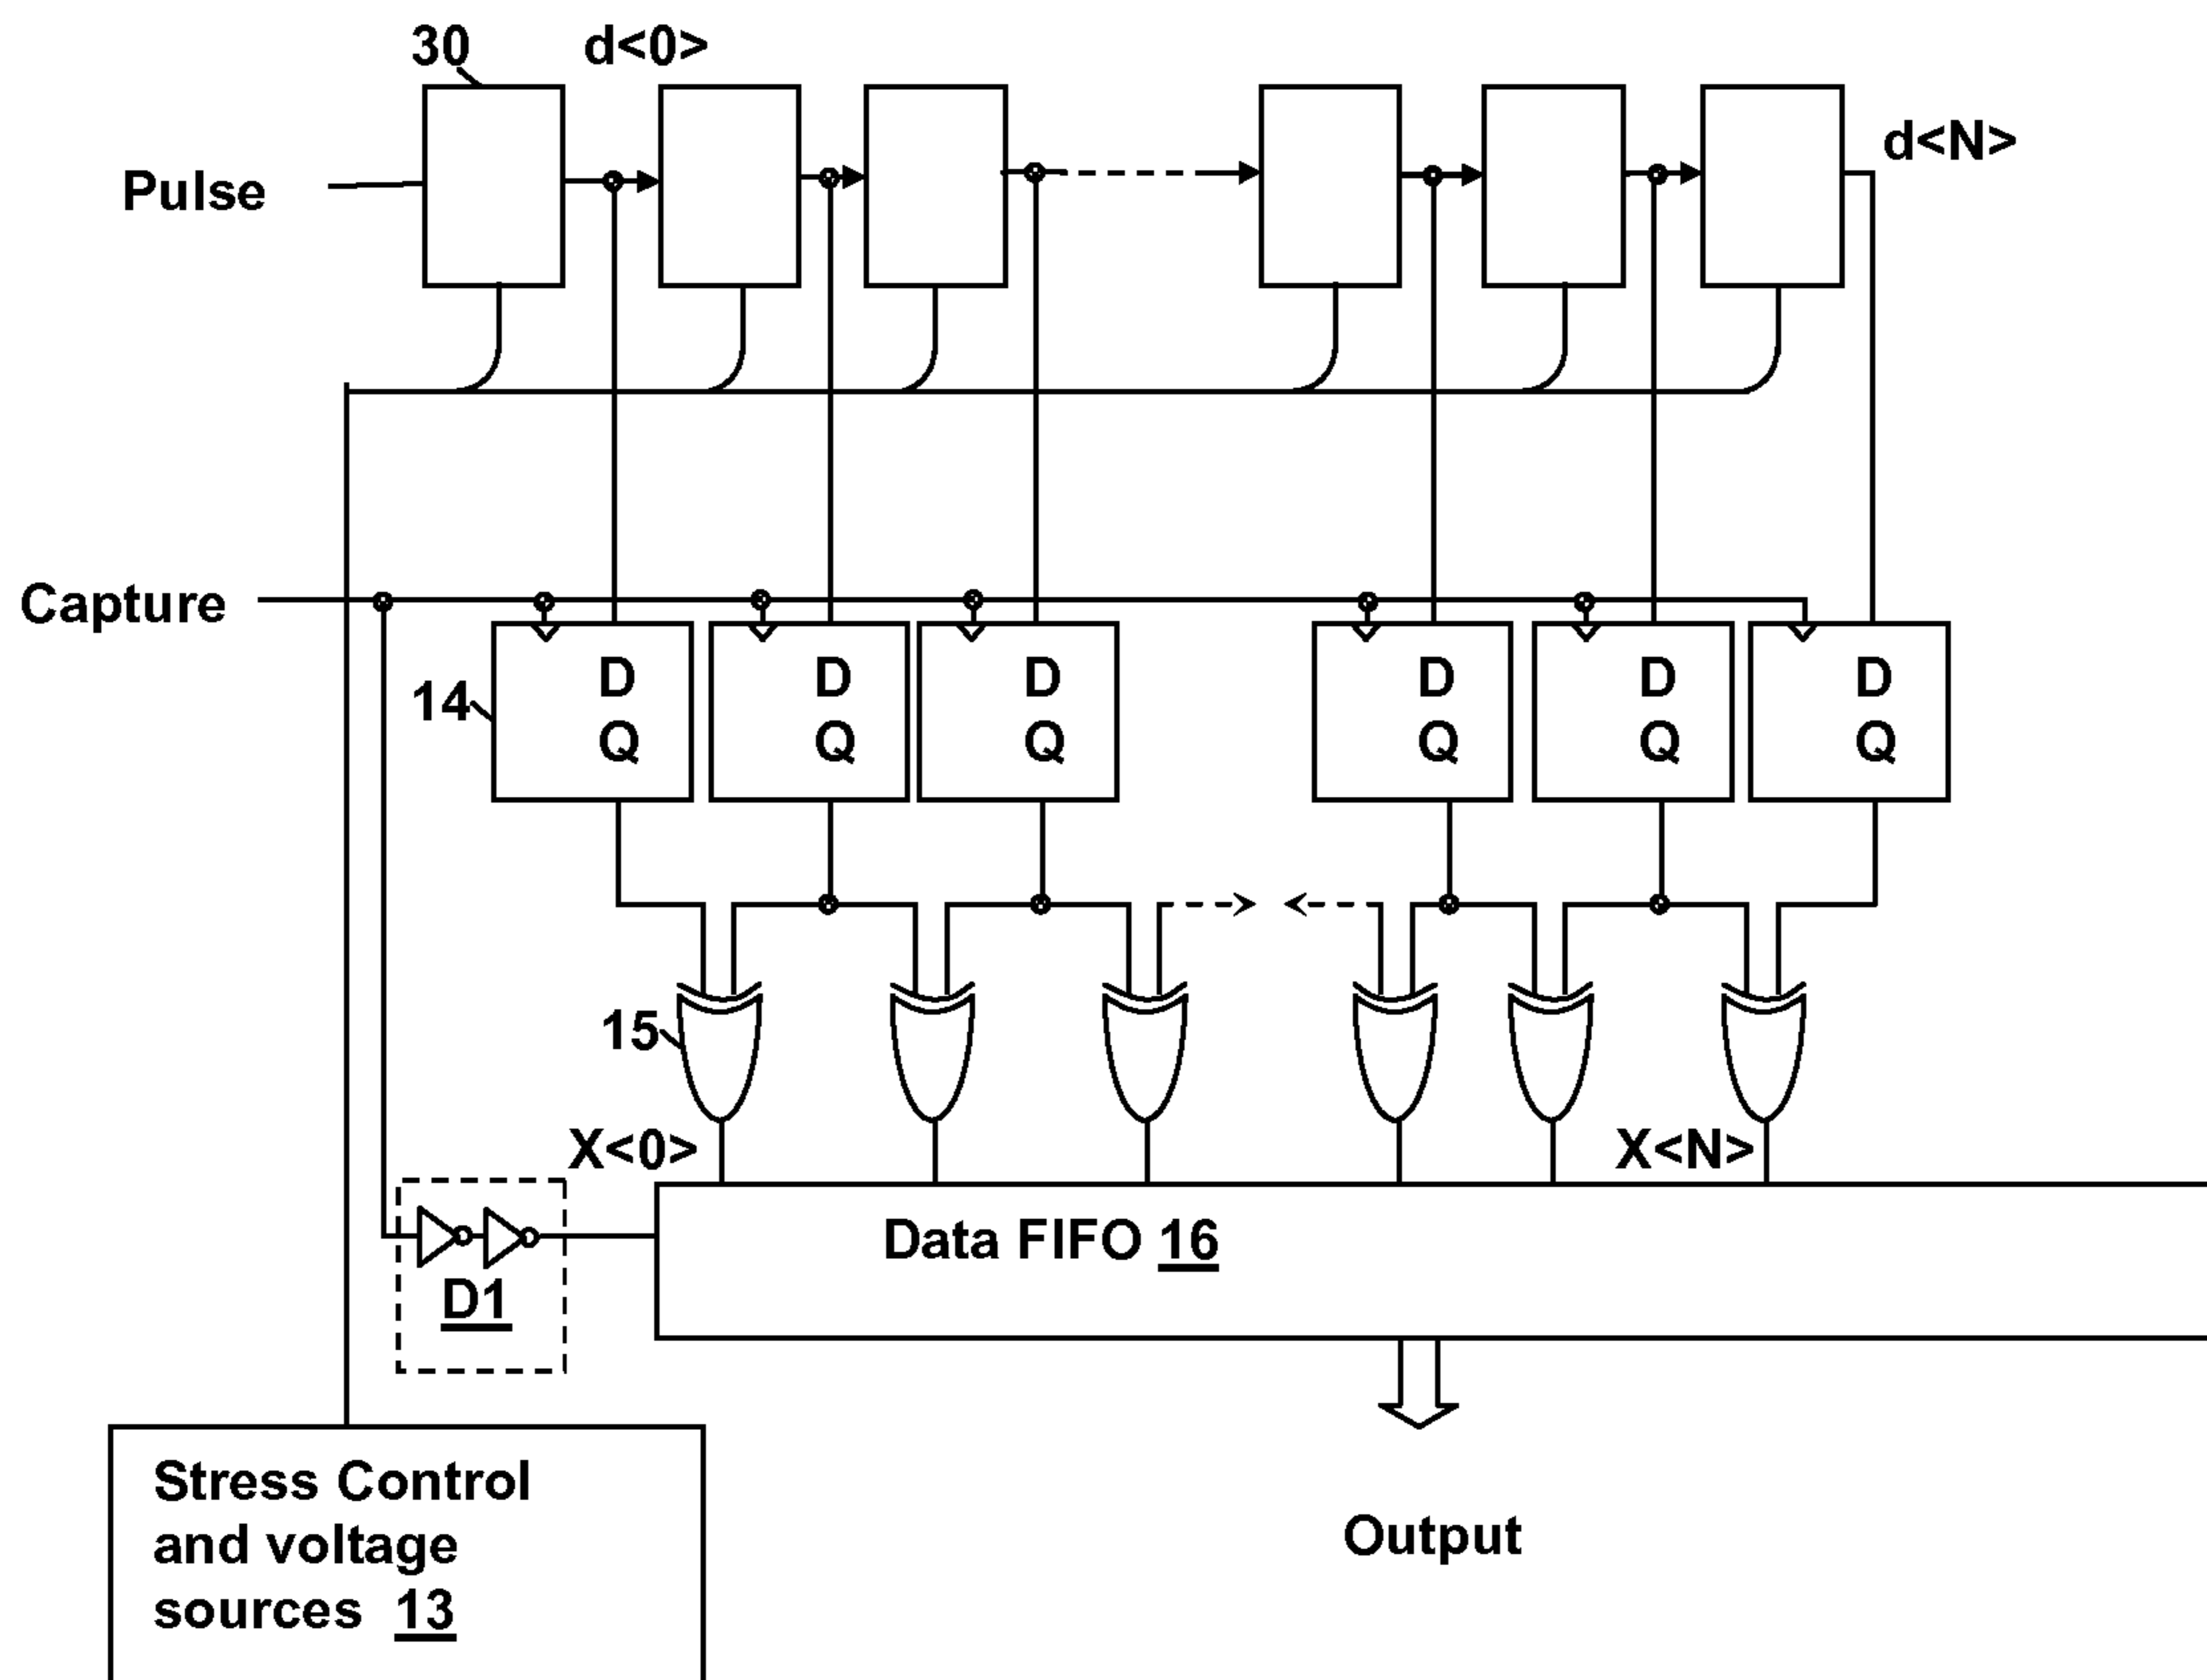 30
d<0>
d<N>
Pulse
Capture
14
D
Q
D
Q
D
Q
D
Q
D
Q
D
Q
15
X<0>
X<N>
Data FIFO 16
D1
Stress Control
and voltage
sources 13
Output